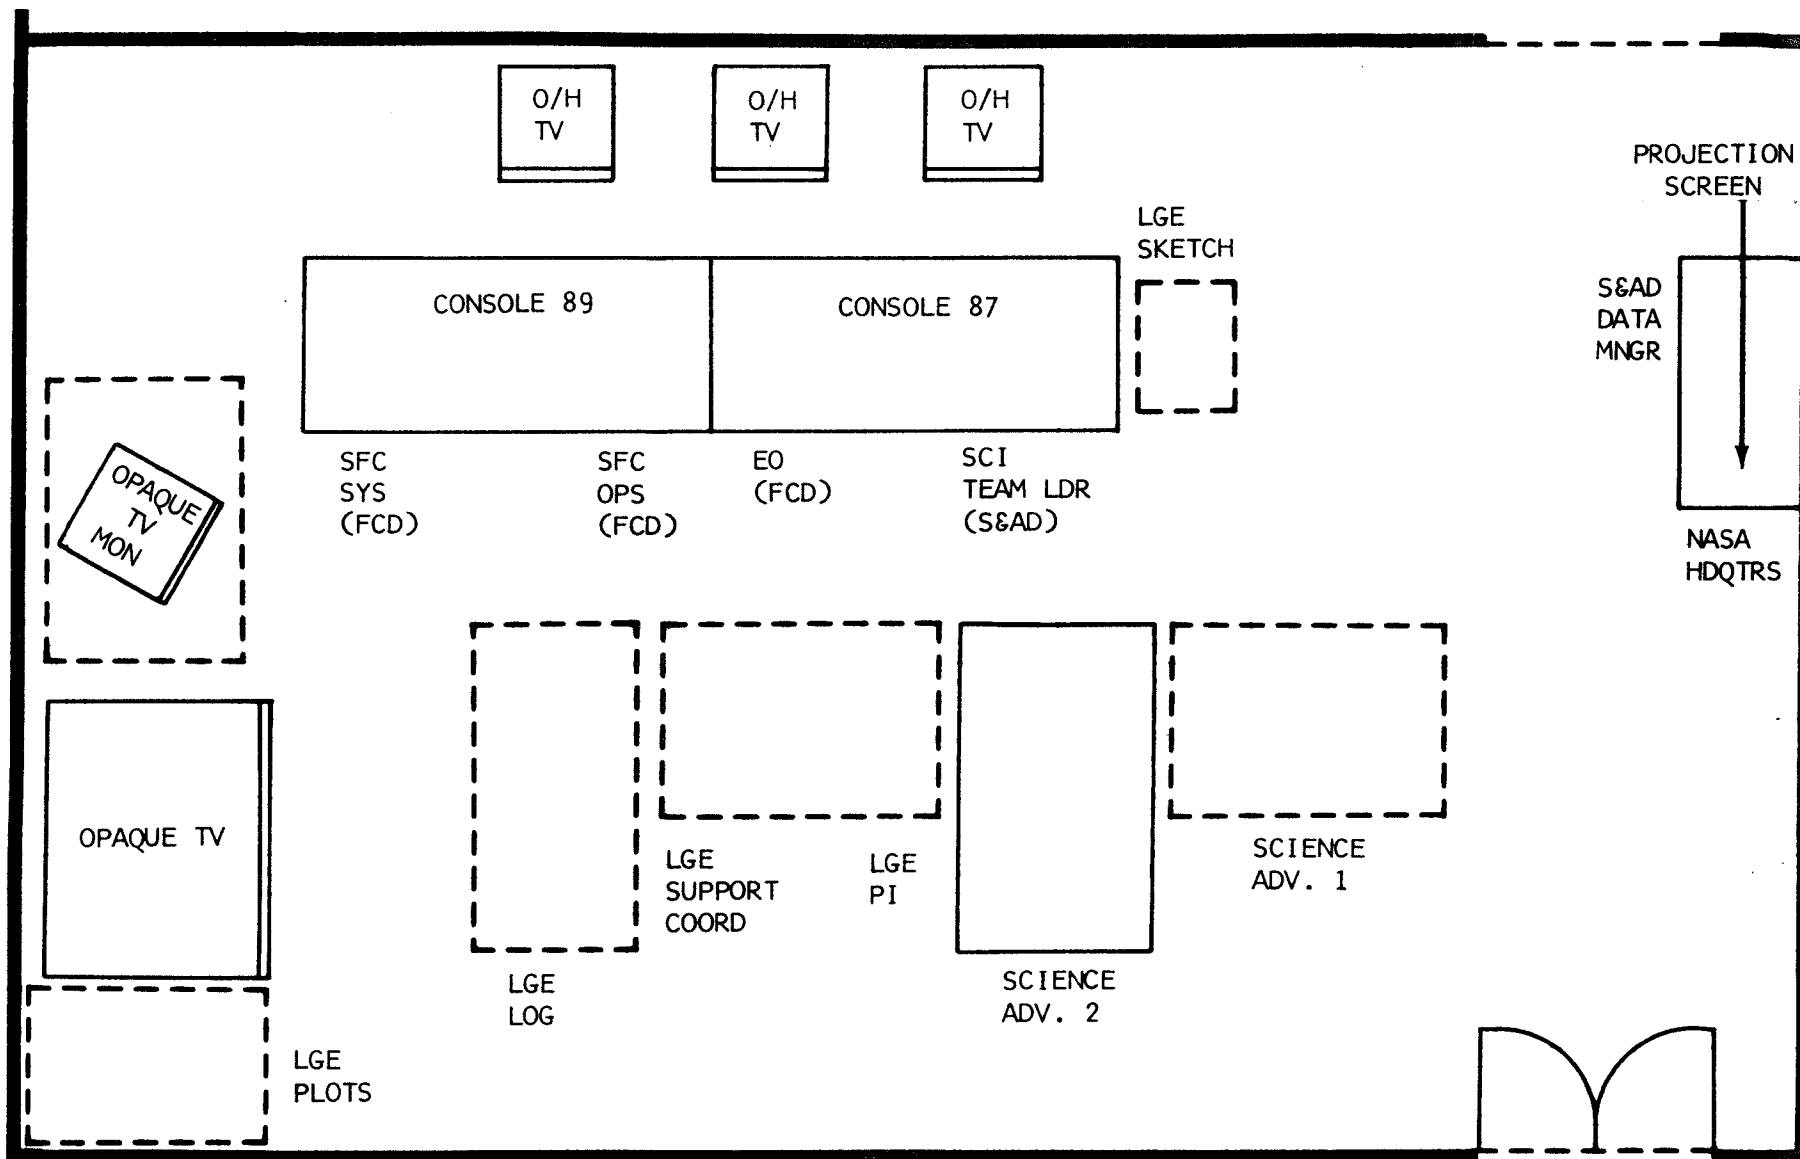 O/H
TV
O/H
TV
O/H
TV
PROJECTION
SCREEN
LGE
SKETCH
CONSOLE 89
CONSOLE 87
S&AD
DATA
MNGR
OPAQUE
TV
MON
SFC
SYS
(FCD)
SFC
OPS
(FCD)
EO
(FCD)
SCI
TEAM LDR
(S&AD)
NASA
HDQTRS
OPAQUE TV
LGE
SUPPORT
COORD
LGE
PI
SCIENCE
ADV. 1
LGE
LOG
SCIENCE
ADV. 2
LGE
PLOTS